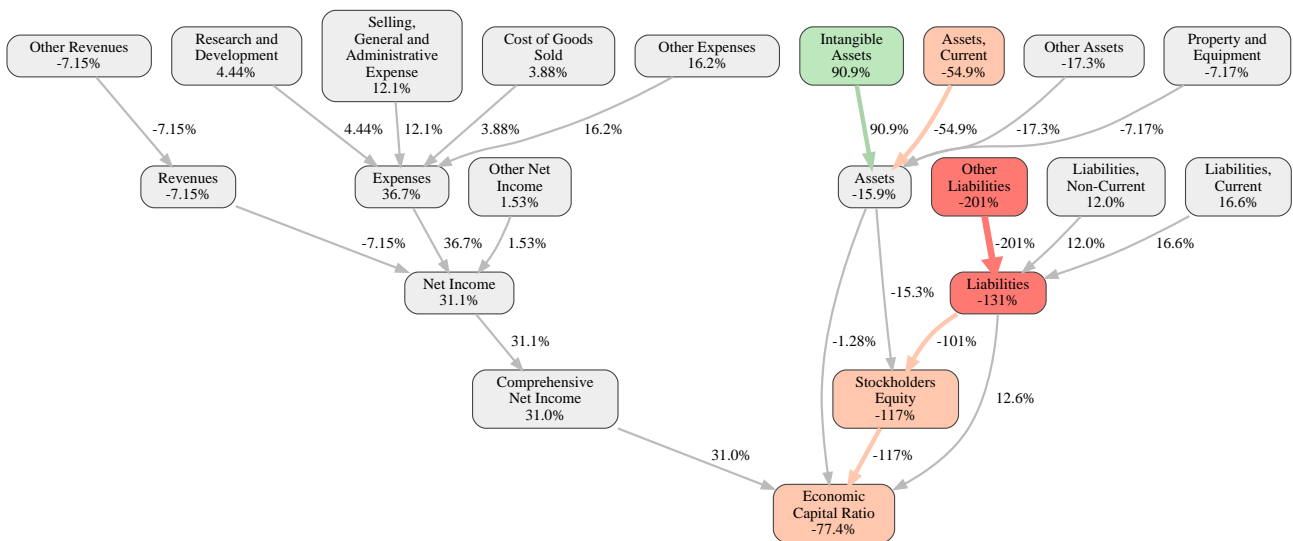 Other Revenues
-7.15%
Research and
Development
4.44%
Selling,
General and
Administrative
Expense
12.1%
Cost of Goods
Sold
3.88%
Other Expenses
16.2%
Intangible
Assets
90.9%
Assets,
Current
-54.9%
Other Assets
-17.3%
Property and
Equipment
-7.17%
-7.15%
4.44%
12.1%
3.88%
16.2%
90.9%
-54.9%
-17.3%
-7.17%
Revenues
-7.15%
Expenses
36.7%
Other Net
Income
1.53%
Assets
-15.9%
Other
Liabilities
-201%
Liabilities,
Non-Current
12.0%
Liabilities,
Current
16.6%
-7.15%
36.7%
1.53%
-201%
12.0%
16.6%
Net Income
31.1%
-15.3%
Liabilities
-131%
31.1%
-1.28%
-101%
Comprehensive
Net Income
31.0%
Stockholders
Equity
-117%
12.6%
31.0%
-117%
Economic
Capital Ratio
-77.4%